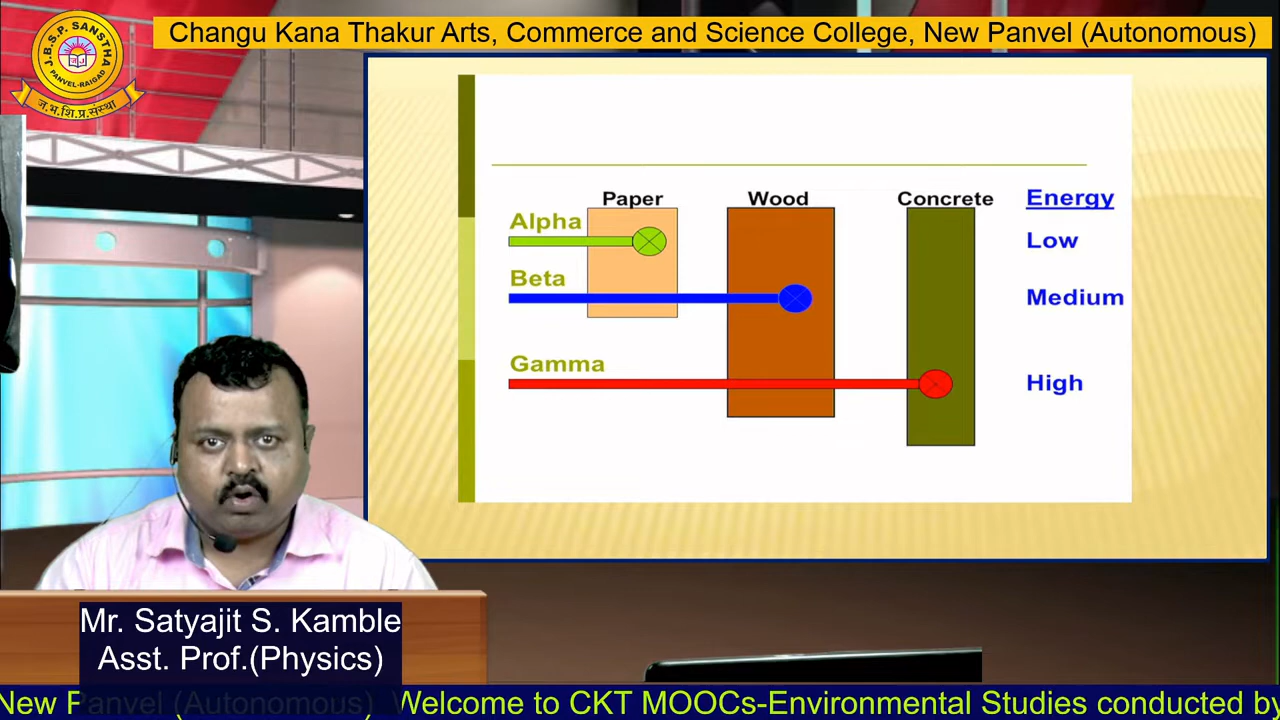 Changu Kana Thakur Arts, Commerce and Science College, New Panvel (Autonomous)
J.B.S.P. SANSTHA
PANVEL-RAIGAD
ज.भ.शि.प्र.संस्था
Paper
Wood
Concrete
Energy
Alpha
Low
Beta
Medium
Gamma
High
Mr. Satyajit S. Kamble
Asst. Prof.(Physics)
New Panvel (Autonomous) Welcome to CKT MOOCs-Environmental Studies conducted by